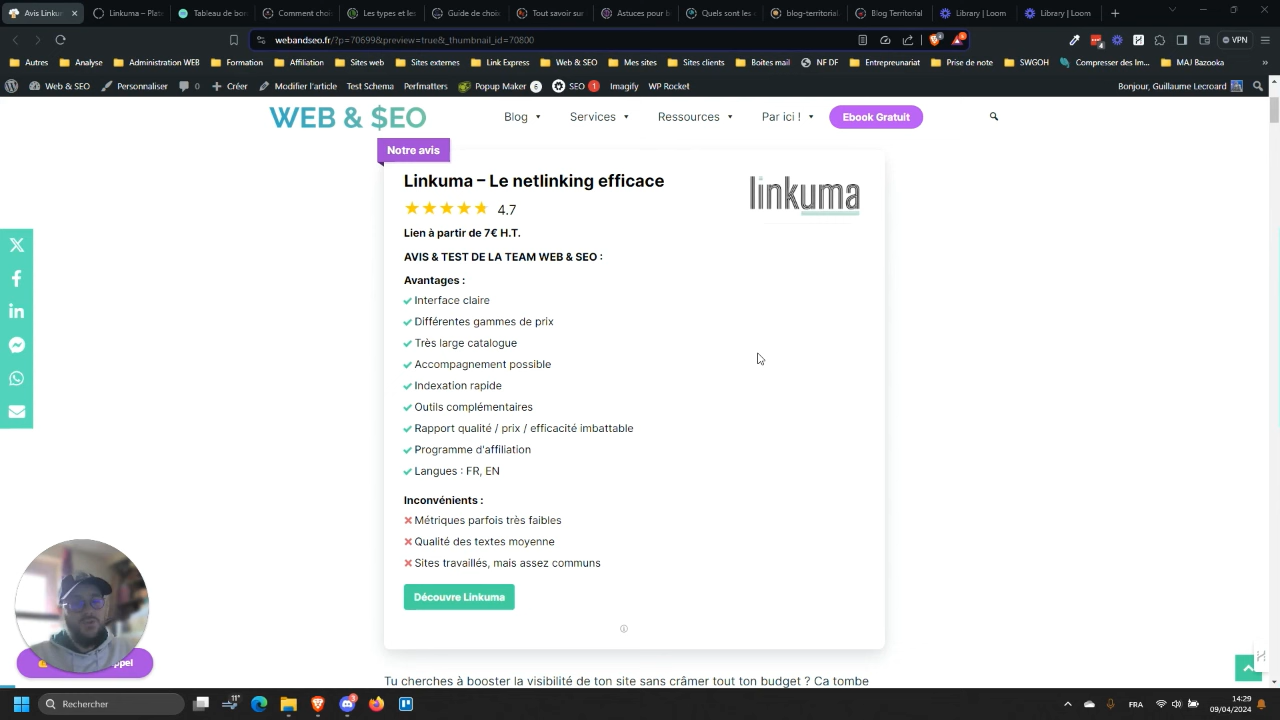 Avis Linkur
Linkuma – Plate
Tableau de bor
Comment choi
Les types et les
Guide de choix
Tout savoir sur
Astuces pour b
Quels sont les
blog-territorial.
Blog Territorial
Library | Loom
Library | Loom
webandseo.fr/?p=70699&preview=true&_thumbnail_id=70800
VPN
Autres
Analyse
Administration WEB
Formation
Affiliation
Sites web
Sites externes
Link Express
Web & SEO
Mes sites
Sites clients
Boites mail
NF DF
Entrepreunariat
Prise de note
SWGOH
Compresser des Im...
MAJ Bazooka
Web & SEO
Personnaliser
0
Créer
Modifier l'article
Test Schema
Perfmatters
Popup Maker 8
SEO 1
Imagify
WP Rocket
Bonjour, Guillaume Lecroard
WEB & $EO
Blog
Services
Ressources
Par ici !
Ebook Gratuit
Notre avis
Linkuma – Le netlinking efficace
linkuma
4.7
Lien à partir de 7€ H.T.
AVIS & TEST DE LA TEAM WEB & SEO :
Avantages :
Interface claire
Différentes gammes de prix
Très large catalogue
Accompagnement possible
Indexation rapide
Outils complémentaires
Rapport qualité / prix / efficacité imbattable
Programme d'affiliation
Langues : FR, EN
Inconvénients :
Métriques parfois très faibles
Qualité des textes moyenne
Sites travaillés, mais assez communs
Découvre Linkuma
ppel
Tu cherches à booster la visibilité de ton site sans crâmer tout ton budget ? Ca tombe
Rechercher
11°
FRA
14:29
09/04/2024